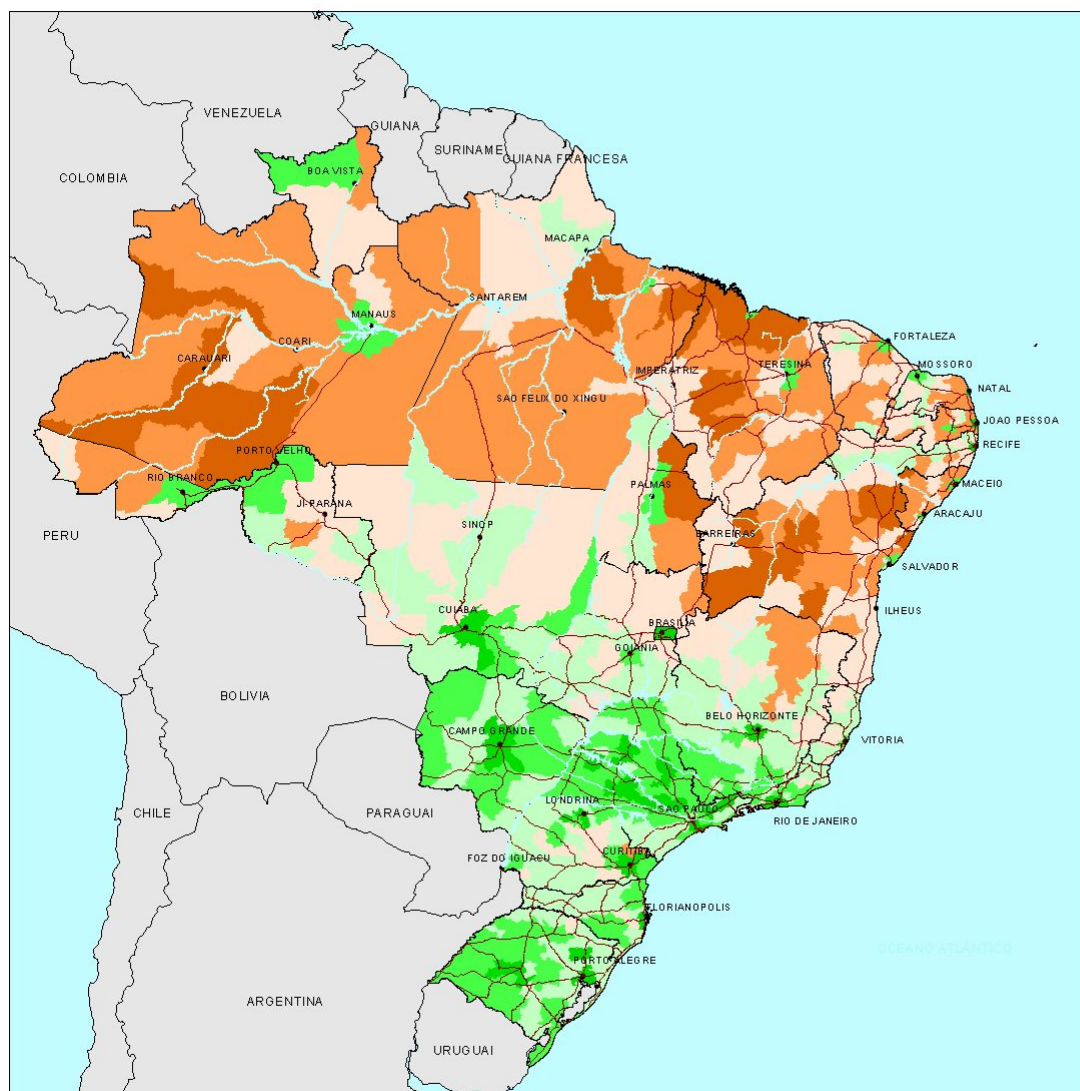 VENEZUELA
GUIANA
SURINAME
GUIANA FRANCESA
COLOMBIA
BOA VISTA
MACAPA
SANTAREM
MANAUS
COARI
CARAUARI
FORTALEZA
MOSSORO
TERESINA
IMPERATRIZ
NATAL
SAO FELIX DO XINGU
JOAO PESSOA
RECIFE
PORTO VELHO
RIO BRANCO
PALMAS
MACEIO
JI-PARANA
ARACAJU
SINOP
BARREIRAS
PERU
SALVADOR
CUIABA
ILHEUS
BRASILIA
GOIANIA
BOLIVIA
BELO HORIZONTE
CAMPO GRANDE
VITORIA
LONDRINA
SAO PAULO
CHILE
PARAGUAI
RIO DE JANEIRO
CURITIBA
FOZ DO IGUACU
FLORIANOPOLIS
OCEANO ATLÂNTICO
PORTO ALEGRE
ARGENTINA
URUGUAI